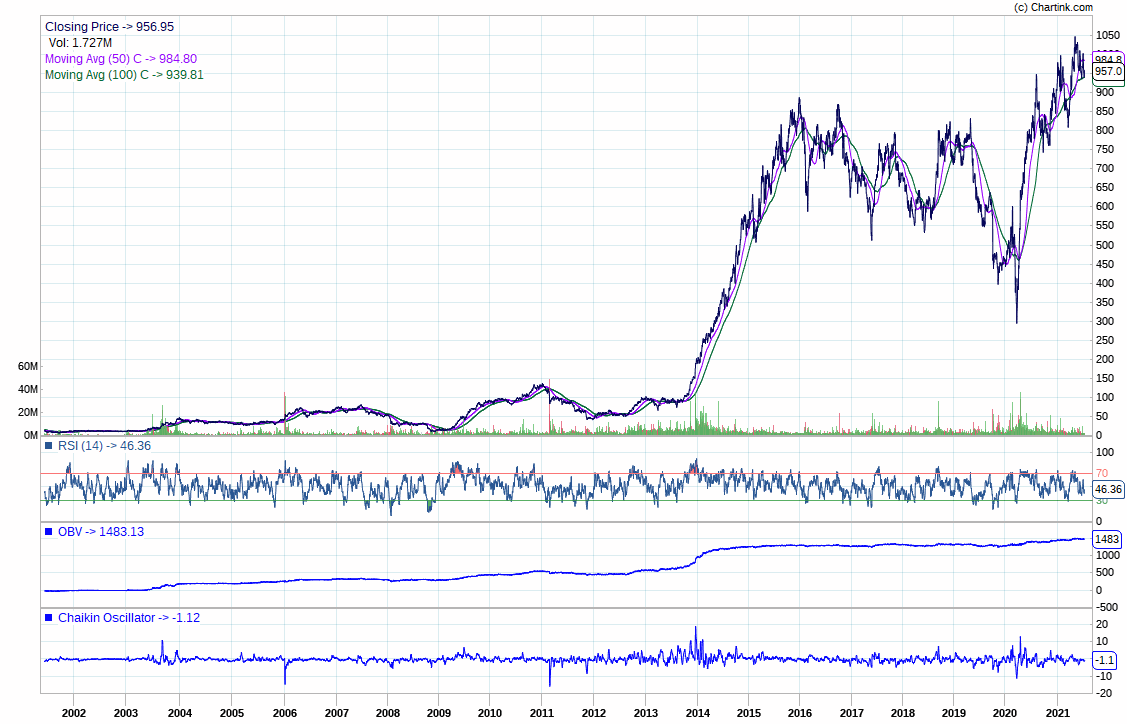 (c) Chartink.com
Closing Price -> 956.95
Vol: 1.727M
Moving Avg (50) C -> 984.80
Moving Avg (100) C -> 939.81
1050
984.8
957.0
900
850
800
750
700
650
600
550
500
450
400
350
300
250
200
150
100
50
0
60M
40M
20M
0M
RSI (14) -> 46.36
100
70
46.36
0
OBV -> 1483.13
1483
1000
500
0
-500
Chaikin Oscillator -> -1.12
20
10
-1.1
-10
-20
2002 2003 2004 2005 2006 2007 2008 2009 2010 2011 2012 2013 2014 2015 2016 2017 2018 2019 2020 2021